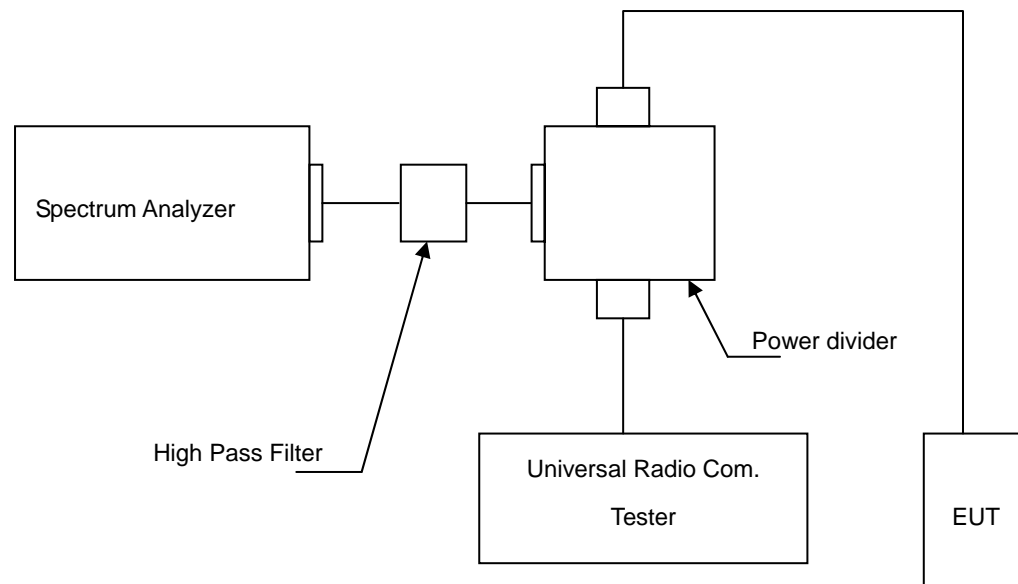 Spectrum Analyzer
Power divider
High Pass Filter
Universal Radio Com.
Tester
EUT